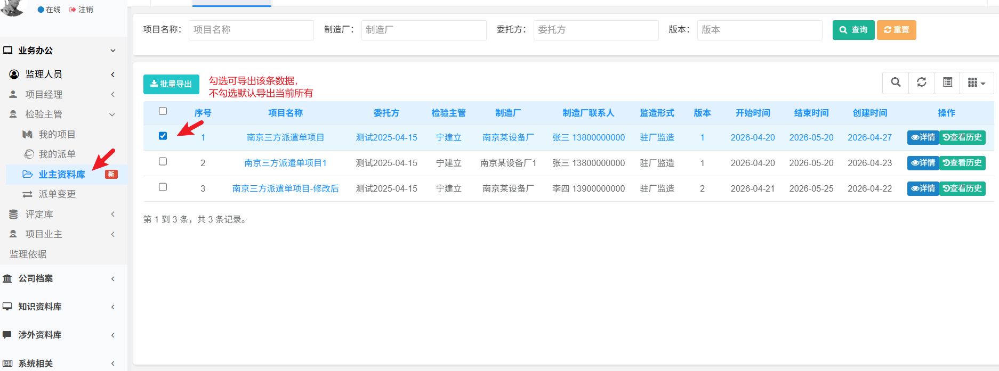 在线 注销
业务办公
监理人员
项目经理
检验主管
我的项目
我的派单
业主资料库 新
派单变更
评定库
项目业主
监理依据
公司档案
知识资料库
涉外资料库
系统相关
项目名称： 项目名称 制造厂： 制造厂 委托方： 委托方 版本： 版本 查询 重置
批量导出
勾选可导出该条数据，
不勾选默认导出当前所有
序号 项目名称 委托方 检验主管 制造厂 制造厂联系人 监造形式 版本 开始时间 结束时间 创建时间 操作
1 南京三方派遣单项目 测试2025-04-15 宁建立 南京某设备厂 张三 13800000000 驻厂监造 1 2026-04-20 2026-05-20 2026-04-27 详情 查看历史
2 南京三方派遣单项目1 测试2025-04-15 宁建立 南京某设备厂1 张三 13800000000 驻厂监造 1 2026-04-20 2026-05-20 2026-04-23 详情 查看历史
3 南京三方派遣单项目-修改后 测试2025-04-15 宁建立 南京某设备厂 李四 13900000000 驻厂监造 2 2026-04-21 2026-05-25 2026-04-22 详情 查看历史
第 1 到 3 条，共 3 条记录。